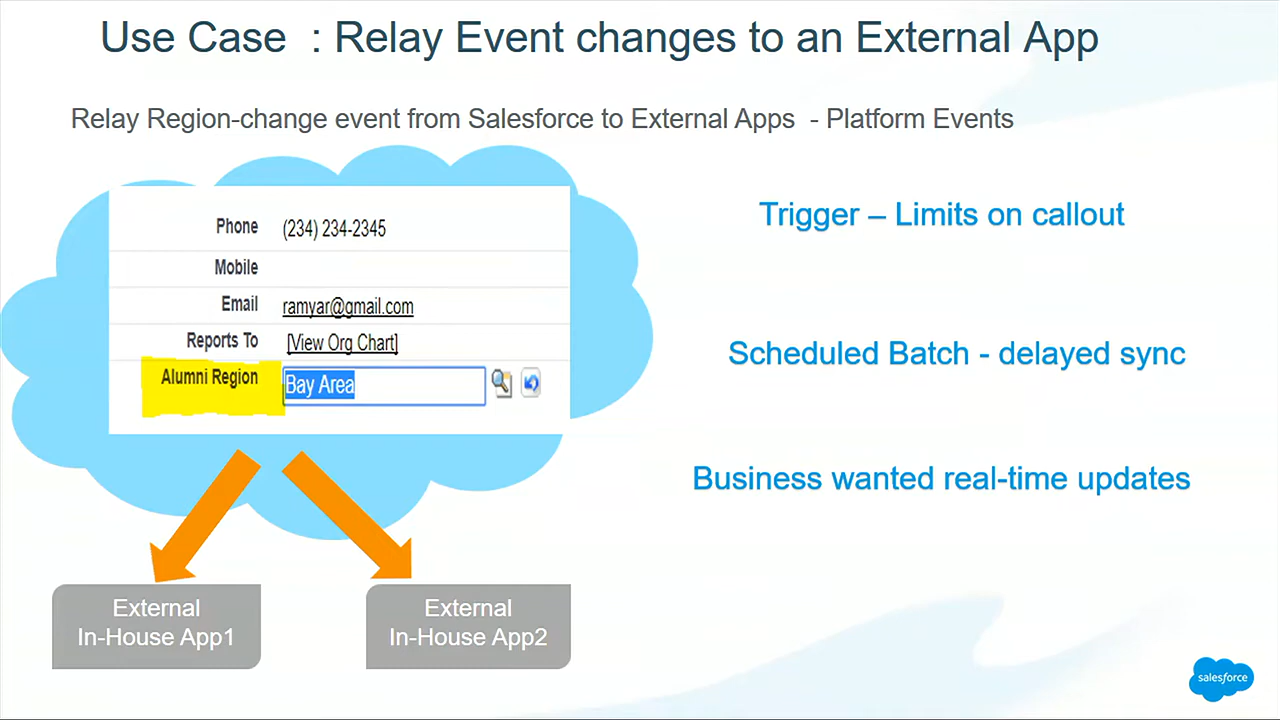 Use Case : Relay Event changes to an External App
Relay Region-change event from Salesforce to External Apps - Platform Events
Phone (234) 234-2345
Mobile
Email ramyar@gmail.com
Reports To [View Org Chart]
Alumni Region Bay Area
Trigger – Limits on callout
Scheduled Batch - delayed sync
Business wanted real-time updates
External
In-House App1
External
In-House App2
salesforce